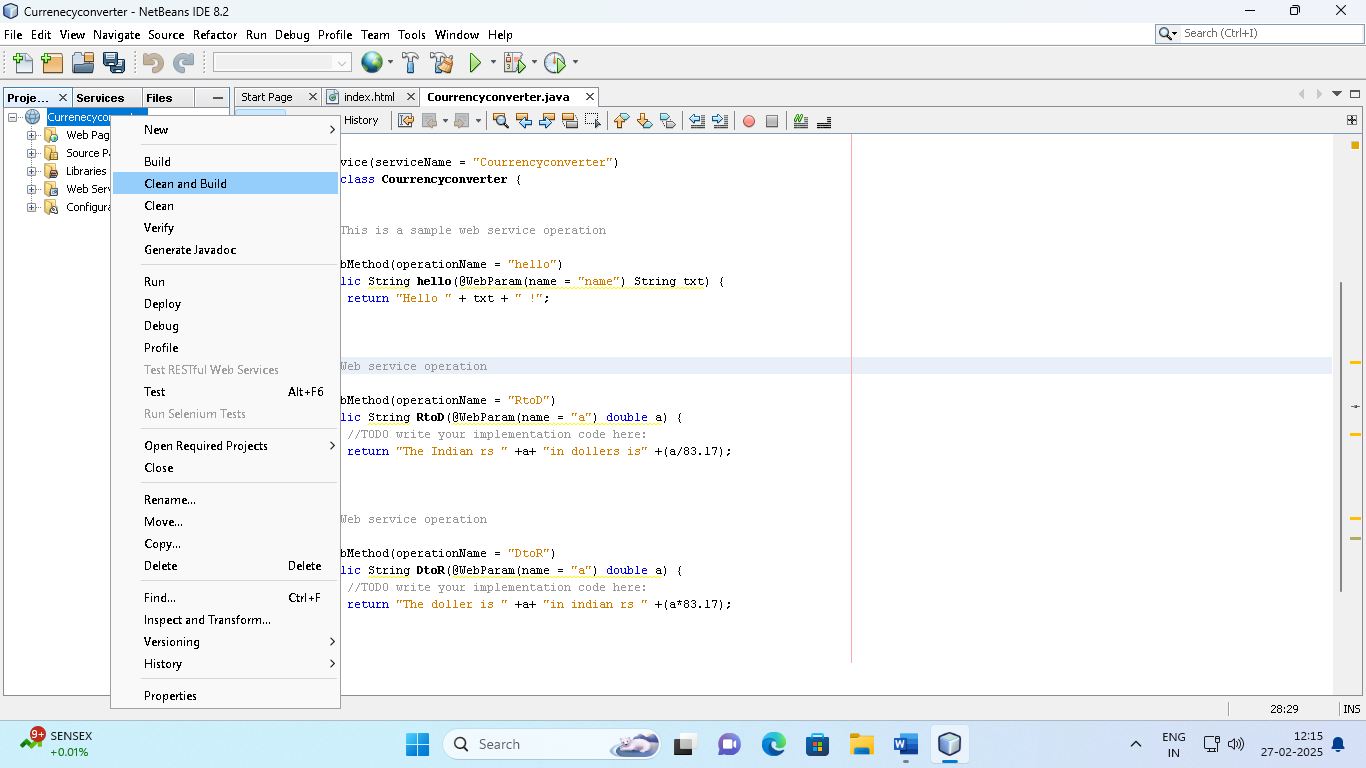 Currenecyconverter - NetBeans IDE 8.2
File Edit View Navigate Source Refactor Run Debug Profile Team Tools Window Help
Search (Ctrl+I)
Proje... Services Files
Start Page index.html Courrencyconverter.java
History
New
Build
Clean and Build
Clean
Verify
Generate Javadoc
Run
Deploy
Debug
Profile
Test RESTful Web Services
Test Alt+F6
Run Selenium Tests
Open Required Projects
Close
Rename...
Move...
Copy...
Delete Delete
Find... Ctrl+F
Inspect and Transform...
Versioning
History
Properties
vice(serviceName = "Courrencyconverter")
class Courrencyconverter {
This is a sample web service operation
bMethod(operationName = "hello")
lic String hello(@WebParam(name = "name") String txt) {
return "Hello " + txt + " !";
Web service operation
bMethod(operationName = "RtoD")
lic String RtoD(@WebParam(name = "a") double a) {
//TODO write your implementation code here:
return "The Indian rs " +a+ "in dollers is" +(a/83.17);
Web service operation
bMethod(operationName = "DtoR")
lic String DtoR(@WebParam(name = "a") double a) {
//TODO write your implementation code here:
return "The doller is " +a+ "in indian rs " +(a*83.17);
Libraries
28:29 INS
9+
SENSEX
+0.01%
Search
ENG
IN
12:15
27-02-2025